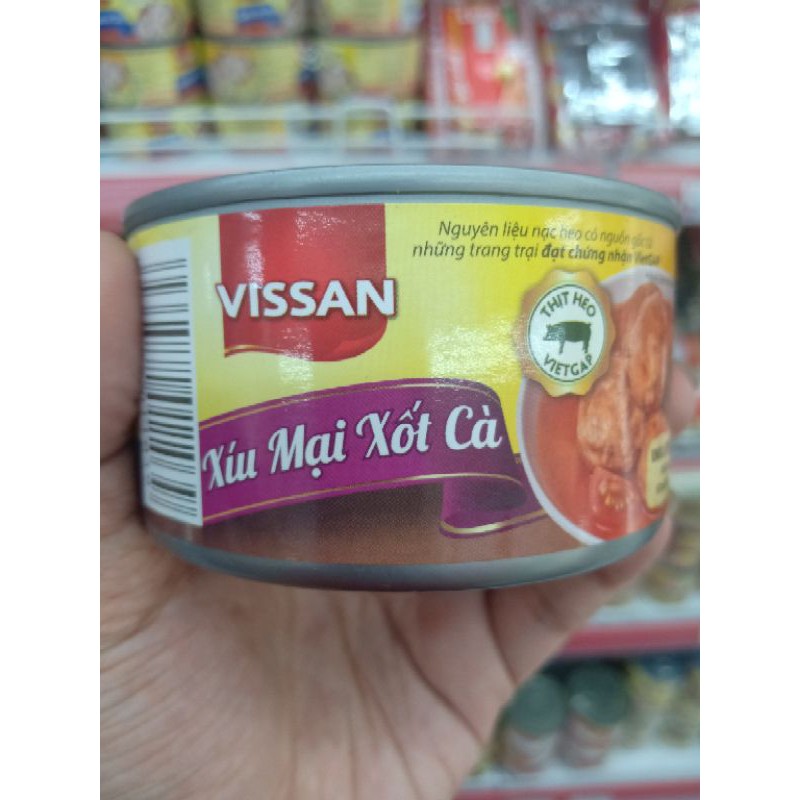 VISSAN
Nguyên liệu nạc heo có nguồn gốc từ
những trang trại đạt chứng nhận VietGAP
THỊT HEO
VIETGAP
Xíu Mại Xốt Cà